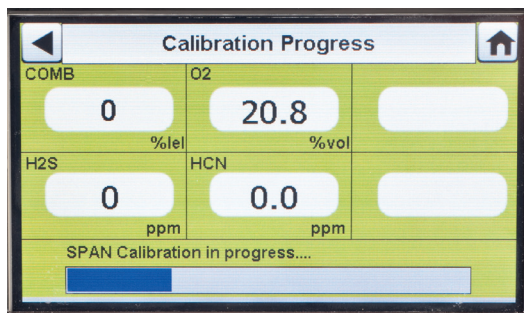 Calibration Progress
COMB O2
0 20.8
%lel %vol
H2S HCN
0 0.0
ppm ppm
SPAN Calibration in progress....